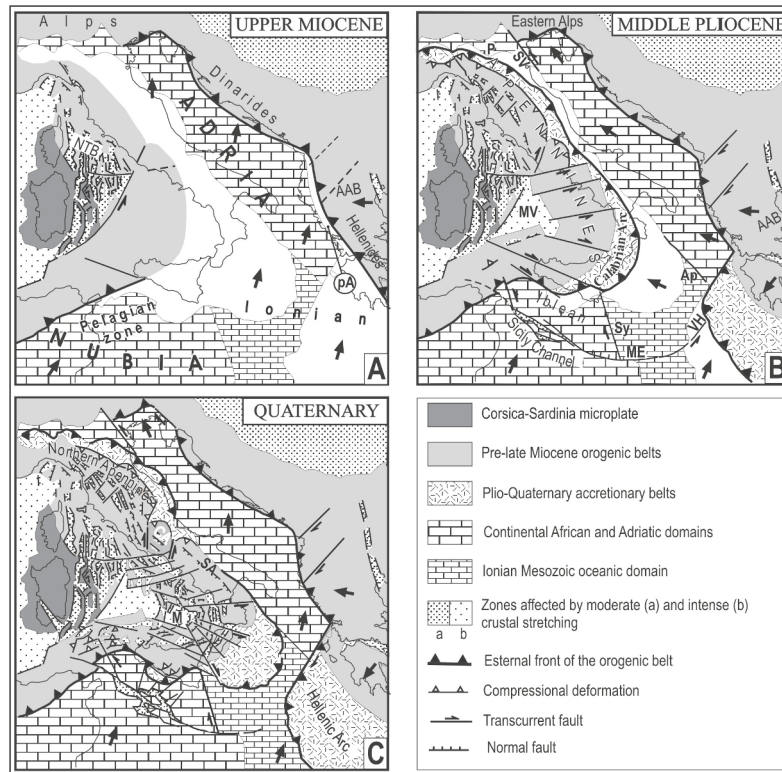 Alps
UPPER MIOCENE
Dinarides
ADRIA
NTB
AAB
Hellenides
pA
Ionian
Pelagian
zone
NUBIA
A
Eastern Alps
MIDDLE PLIOCENE
P.
SV
APENNINES
MV
AAB
Calabrian Arc
Ap.
Iblean
Sy.
VH
Sicily Channel
ME
B
QUATERNARY
Northern Apennines
SA
M
Hellenic Arc
C
Corsica-Sardinia microplate
Pre-late Miocene orogenic belts
Plio-Quaternary accretionary belts
Continental African and Adriatic domains
Ionian Mesozoic oceanic domain
Zones affected by moderate (a) and intense (b)
crustal stretching
a b
Esternal front of the orogenic belt
Compressional deformation
Transcurrent fault
Normal fault